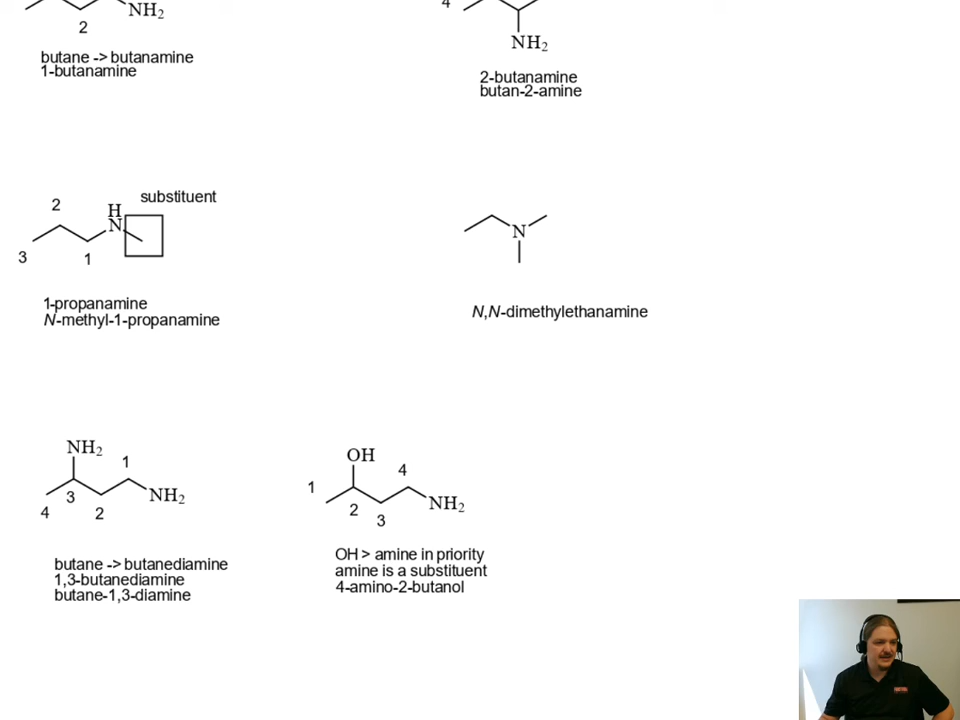 NH2
2
butane -> butanamine
1-butanamine
4
NH2
2-butanamine
butan-2-amine
substituent
2
H
N
3
1
1-propanamine
N-methyl-1-propanamine
N
N,N-dimethylethanamine
NH2
1
NH2
3
4
2
butane -> butanediamine
1,3-butanediamine
butane-1,3-diamine
OH
4
1
NH2
2
3
OH > amine in priority
amine is a substituent
4-amino-2-butanol